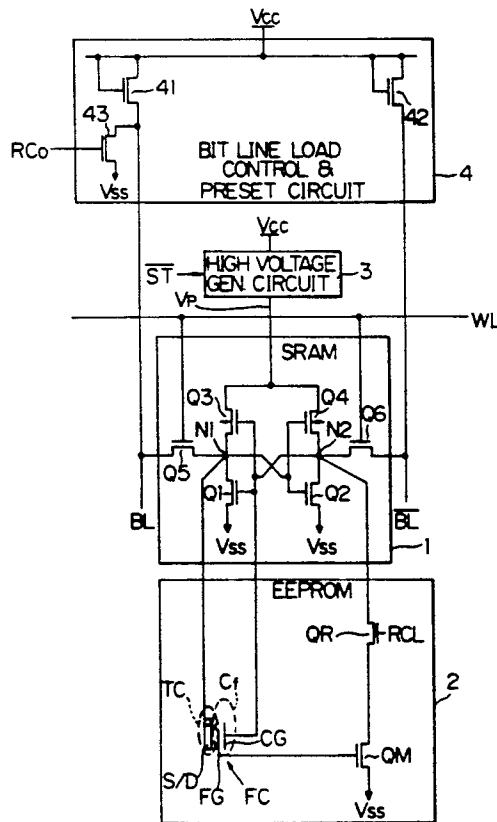 Vcc
41
42
43
RCo
Vss
BIT LINE LOAD
CONTROL &
PRESET CIRCUIT
4
Vcc
ST
HIGH VOLTAGE
GEN. CIRCUIT
3
VP
WL
SRAM
Q3
Q4
Q6
N1
N2
Q5
Q1
Q2
BL
BL
Vss
Vss
1
EEPROM
QR
RCL
2
TC
Cf
CG
S/D
FG
FC
QM
Vss